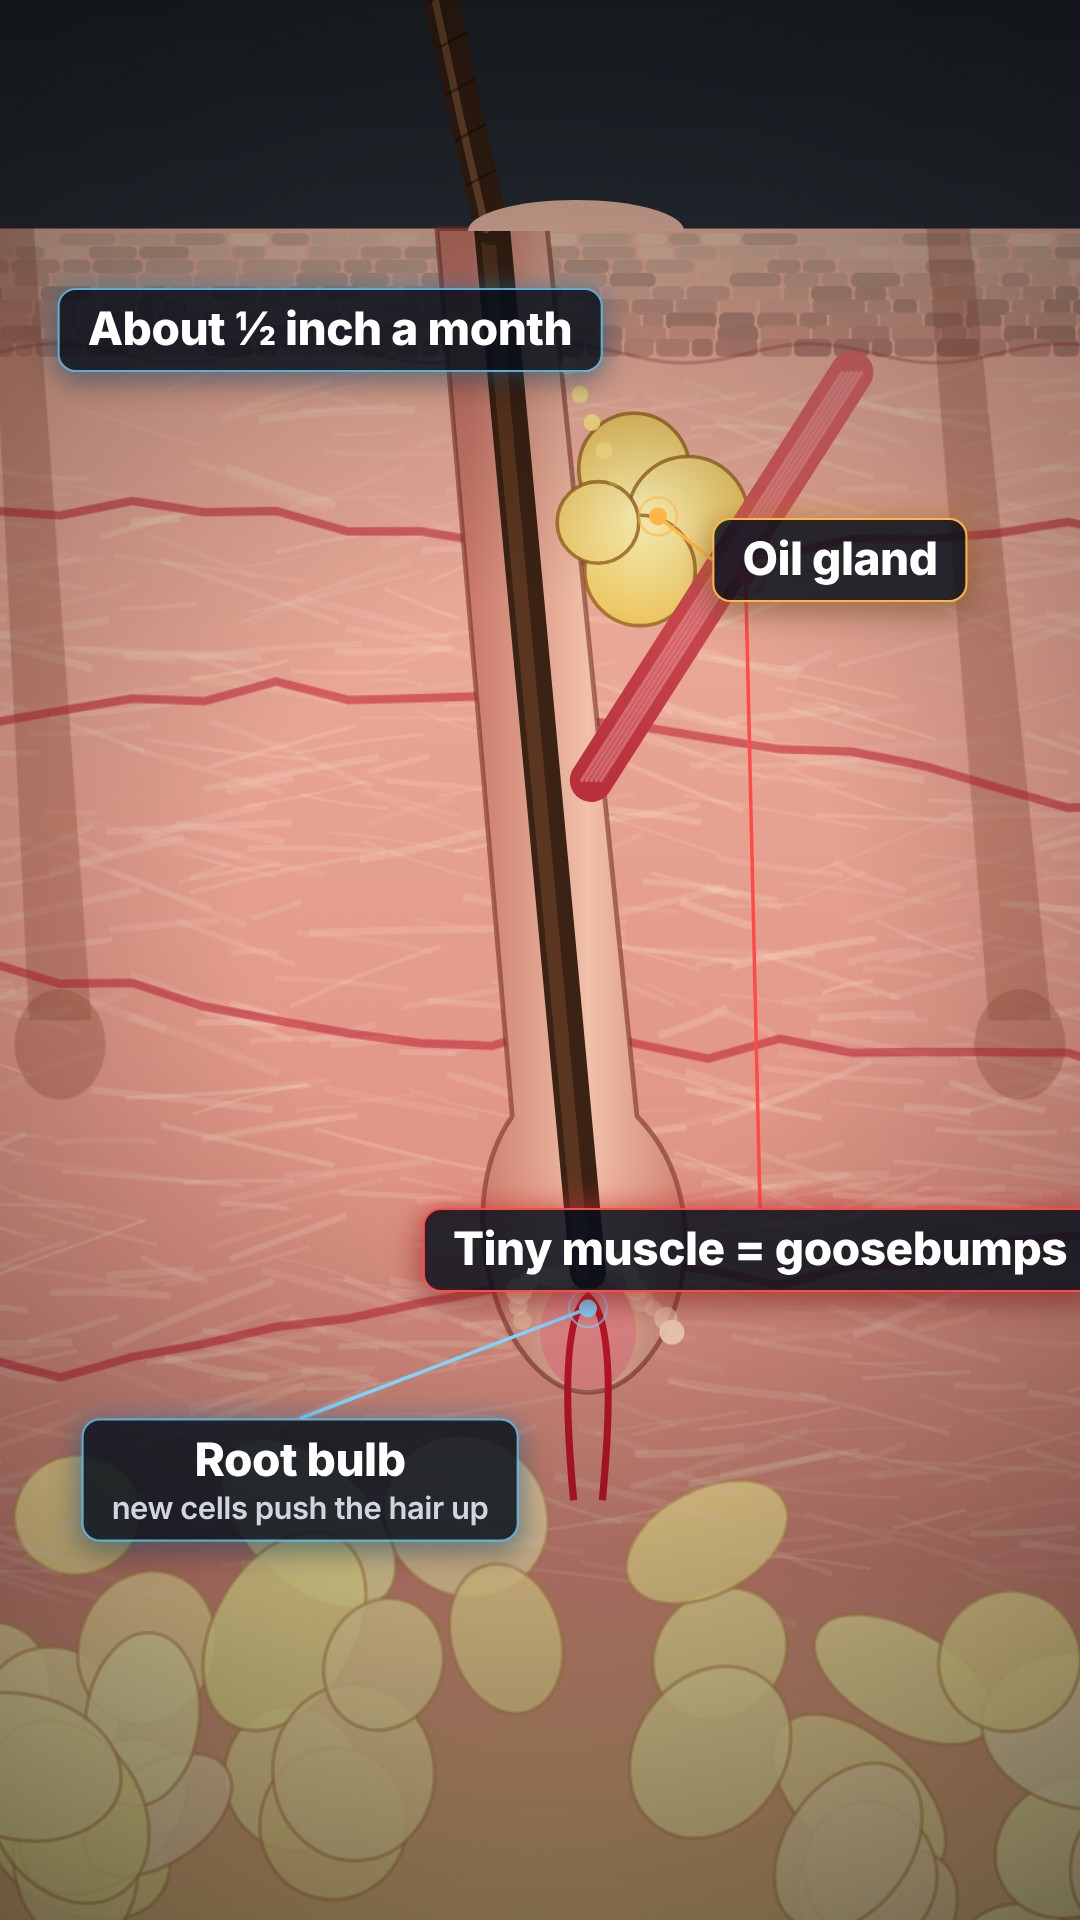 About ½ inch a month
Oil gland
Tiny muscle = goosebumps
Root bulb
new cells push the hair up